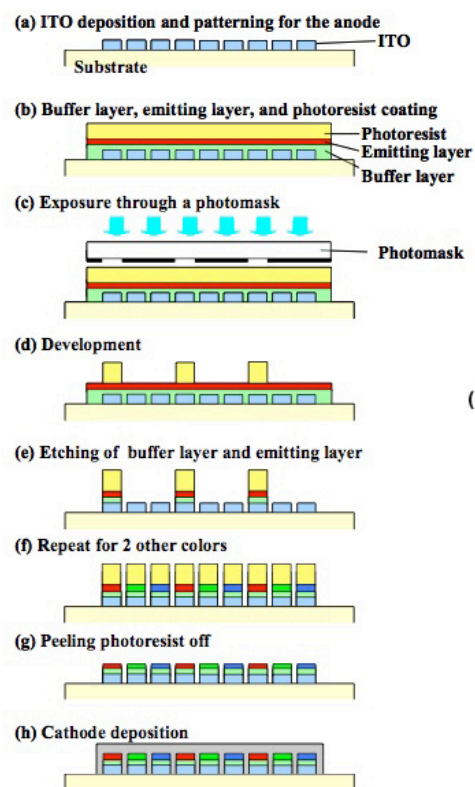 (a) ITO deposition and patterning for the anode
ITO
Substrate
(b) Buffer layer, emitting layer, and photoresist coating
Photoresist
Emitting layer
Buffer layer
(c) Exposure through a photomask
Photomask
(d) Development
(
(e) Etching of buffer layer and emitting layer
(f) Repeat for 2 other colors
(g) Peeling photoresist off
(h) Cathode deposition